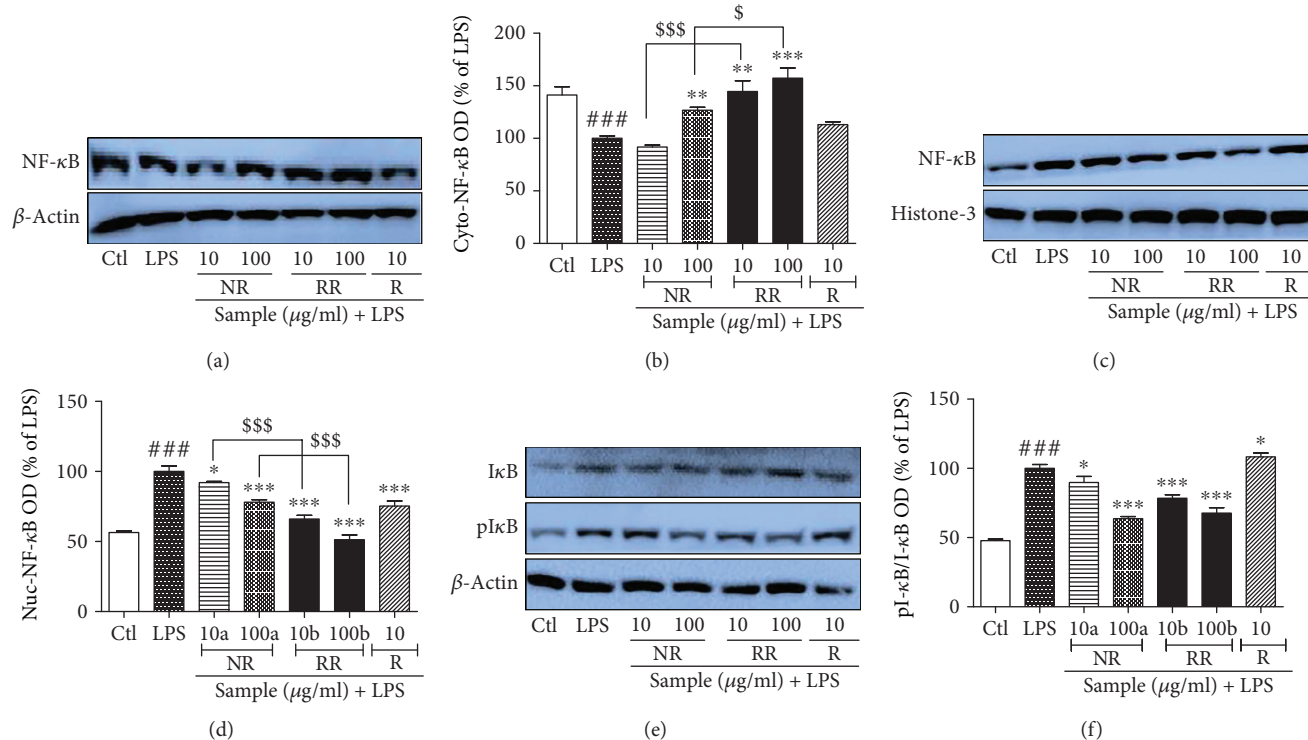 NF-κB
β-Actin
Ctl LPS 10 100 10 100 10
NR RR R
Sample (μg/ml) + LPS
(a)
Cyto-NF-κB OD (% of LPS)
200
150
100
50
0
$
$$$
###
**
**
***
Ctl LPS 10 100 10 100 10
NR RR R
Sample (μg/ml) + LPS
(b)
NF-κB
Histone-3
Ctl LPS 10 100 10 100 10
NR RR R
Sample (μg/ml) + LPS
(c)
Nuc-NF-κB OD (% of LPS)
150
100
50
0
###
*
$$$
$$$
***
***
***
***
Ctl LPS 10a 100a 10b 100b 10
NR RR R
Sample (μg/ml) + LPS
(d)
IκB
pIκB
β-Actin
Ctl LPS 10 100 10 100 10
NR RR R
Sample (μg/ml) + LPS
(e)
pI-κB/I-κB OD (% of LPS)
150
100
50
0
###
*
***
***
***
*
Ctl LPS 10a 100a 10b 100b 10
NR RR R
Sample (μg/ml) + LPS
(f)